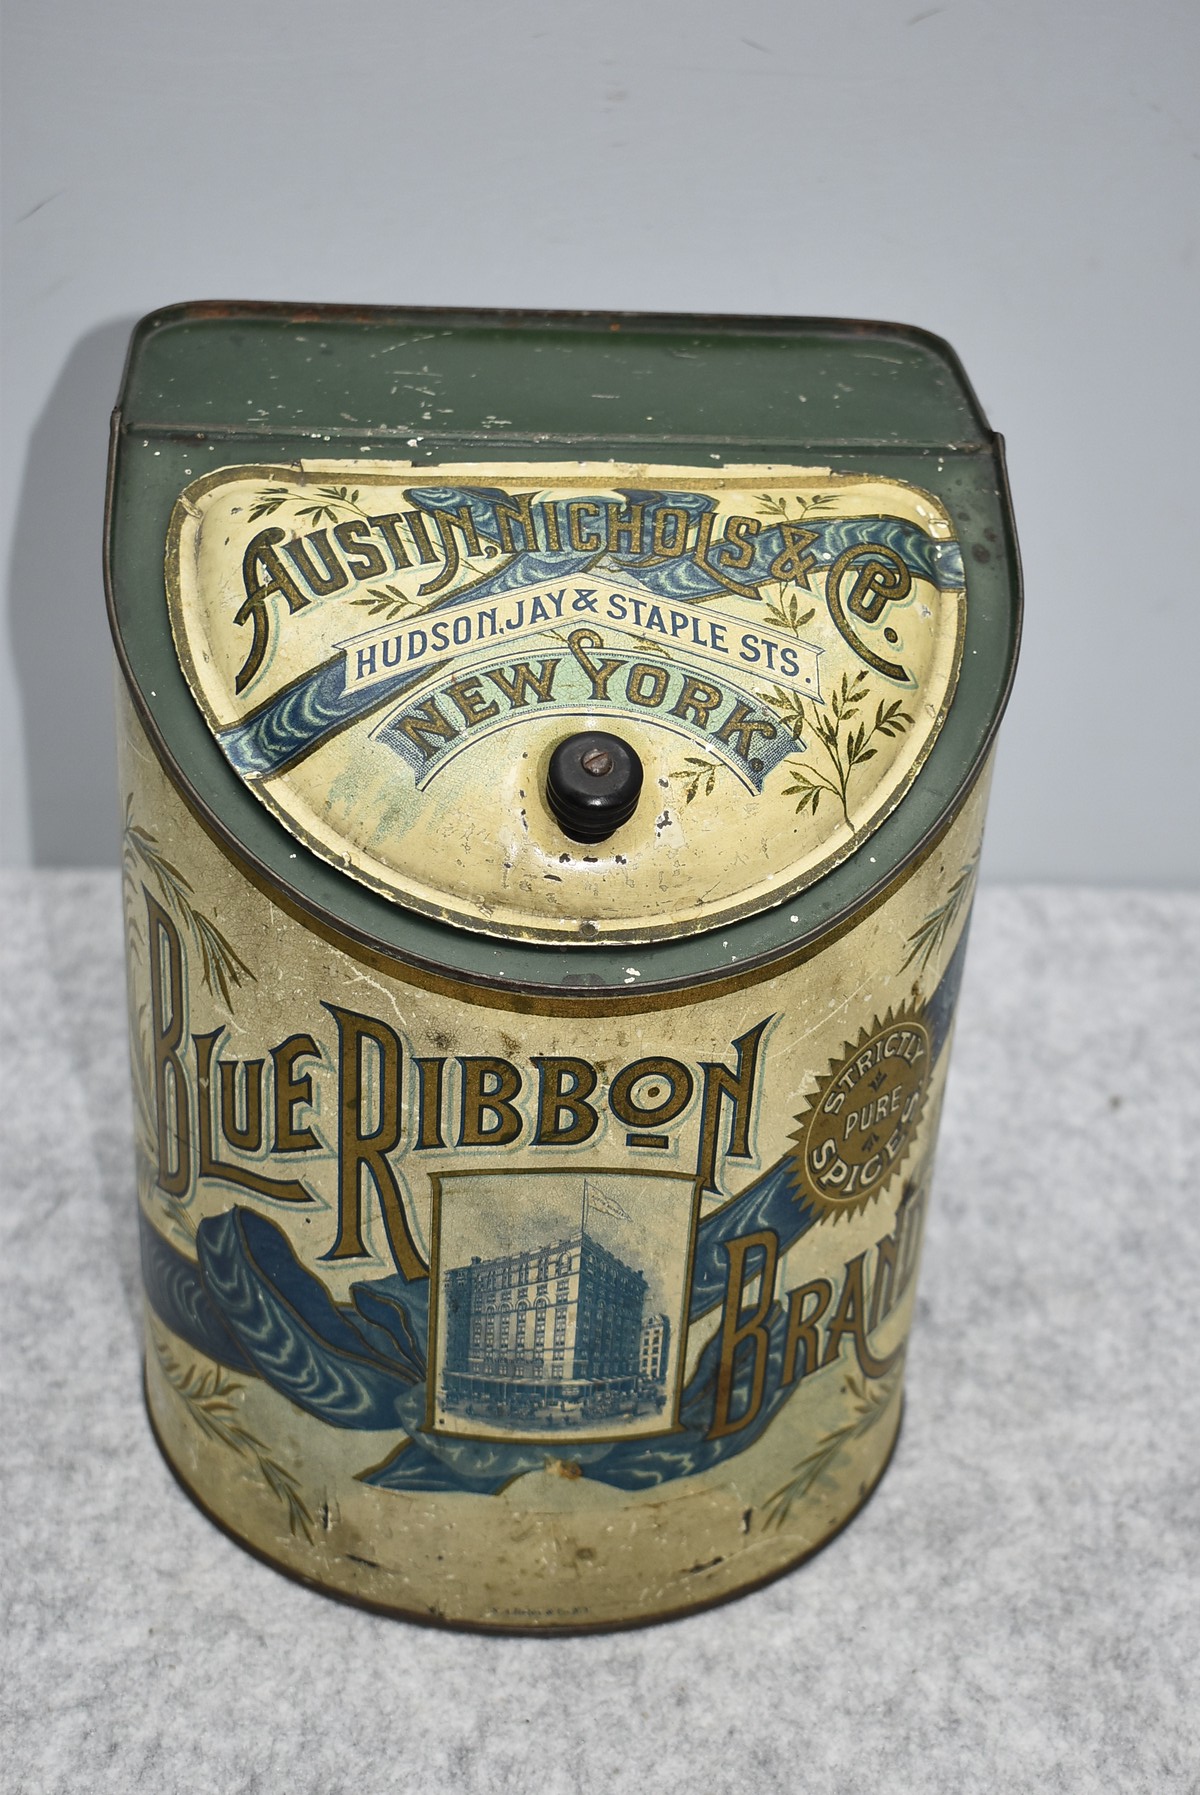 AUSTIN, NICHOLS & CO.
HUDSON, JAY & STAPLE STS.
NEW YORK.
BLUE RIBBON
BRAND
STRICTLY
PURE
SPICES